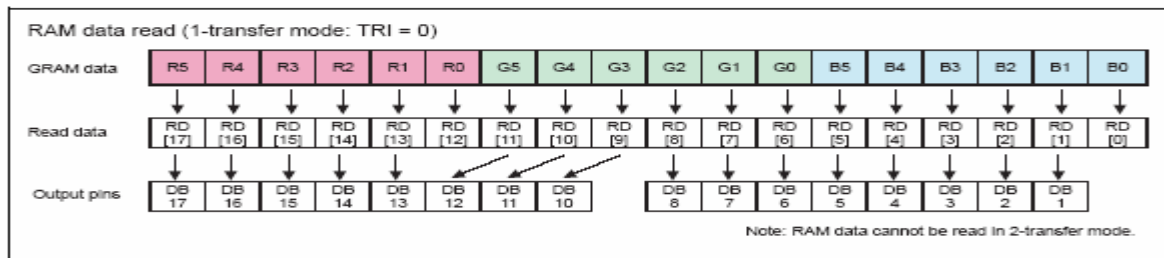 RAM data read (1-transfer mode: TRI = 0)
GRAM data R5 R4 R3 R2 R1 R0 G5 G4 G3 G2 G1 G0 B5 B4 B3 B2 B1 B0
Read data RD [17] RD [16] RD [15] RD [14] RD [13] RD [12] RD [11] RD [10] RD [9] RD [8] RD [7] RD [6] RD [5] RD [4] RD [3] RD [2] RD [1] RD [0]
Output pins DB 17 DB 16 DB 15 DB 14 DB 13 DB 12 DB 11 DB 10 DB 8 DB 7 DB 6 DB 5 DB 4 DB 3 DB 2 DB 1
Note: RAM data cannot be read in 2-transfer mode.